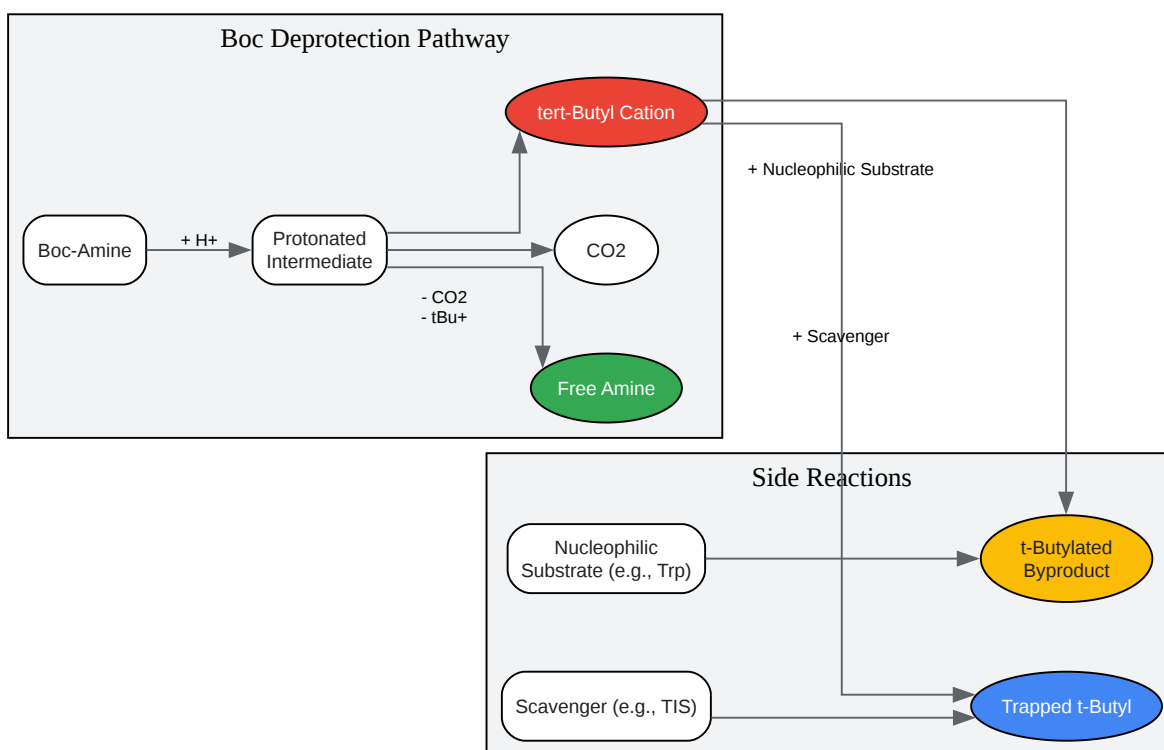 Boc Deprotection Pathway
tert-Butyl Cation
+ Nucleophilic Substrate
Boc-Amine
+ H+
Protonated
Intermediate
CO2
- CO2
- tBu+
+ Scavenger
Free Amine
Side Reactions
Nucleophilic
Substrate (e.g., Trp)
t-Butylated
Byproduct
Scavenger (e.g., TIS)
Trapped t-Butyl